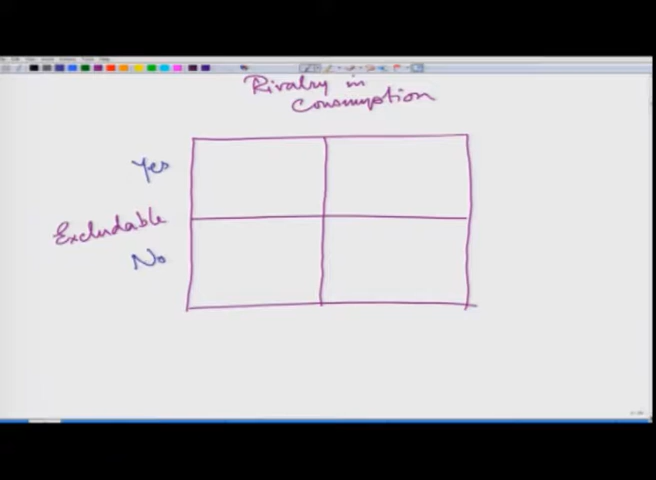 Rivalry in
Consumption
Yes
Excludable
No